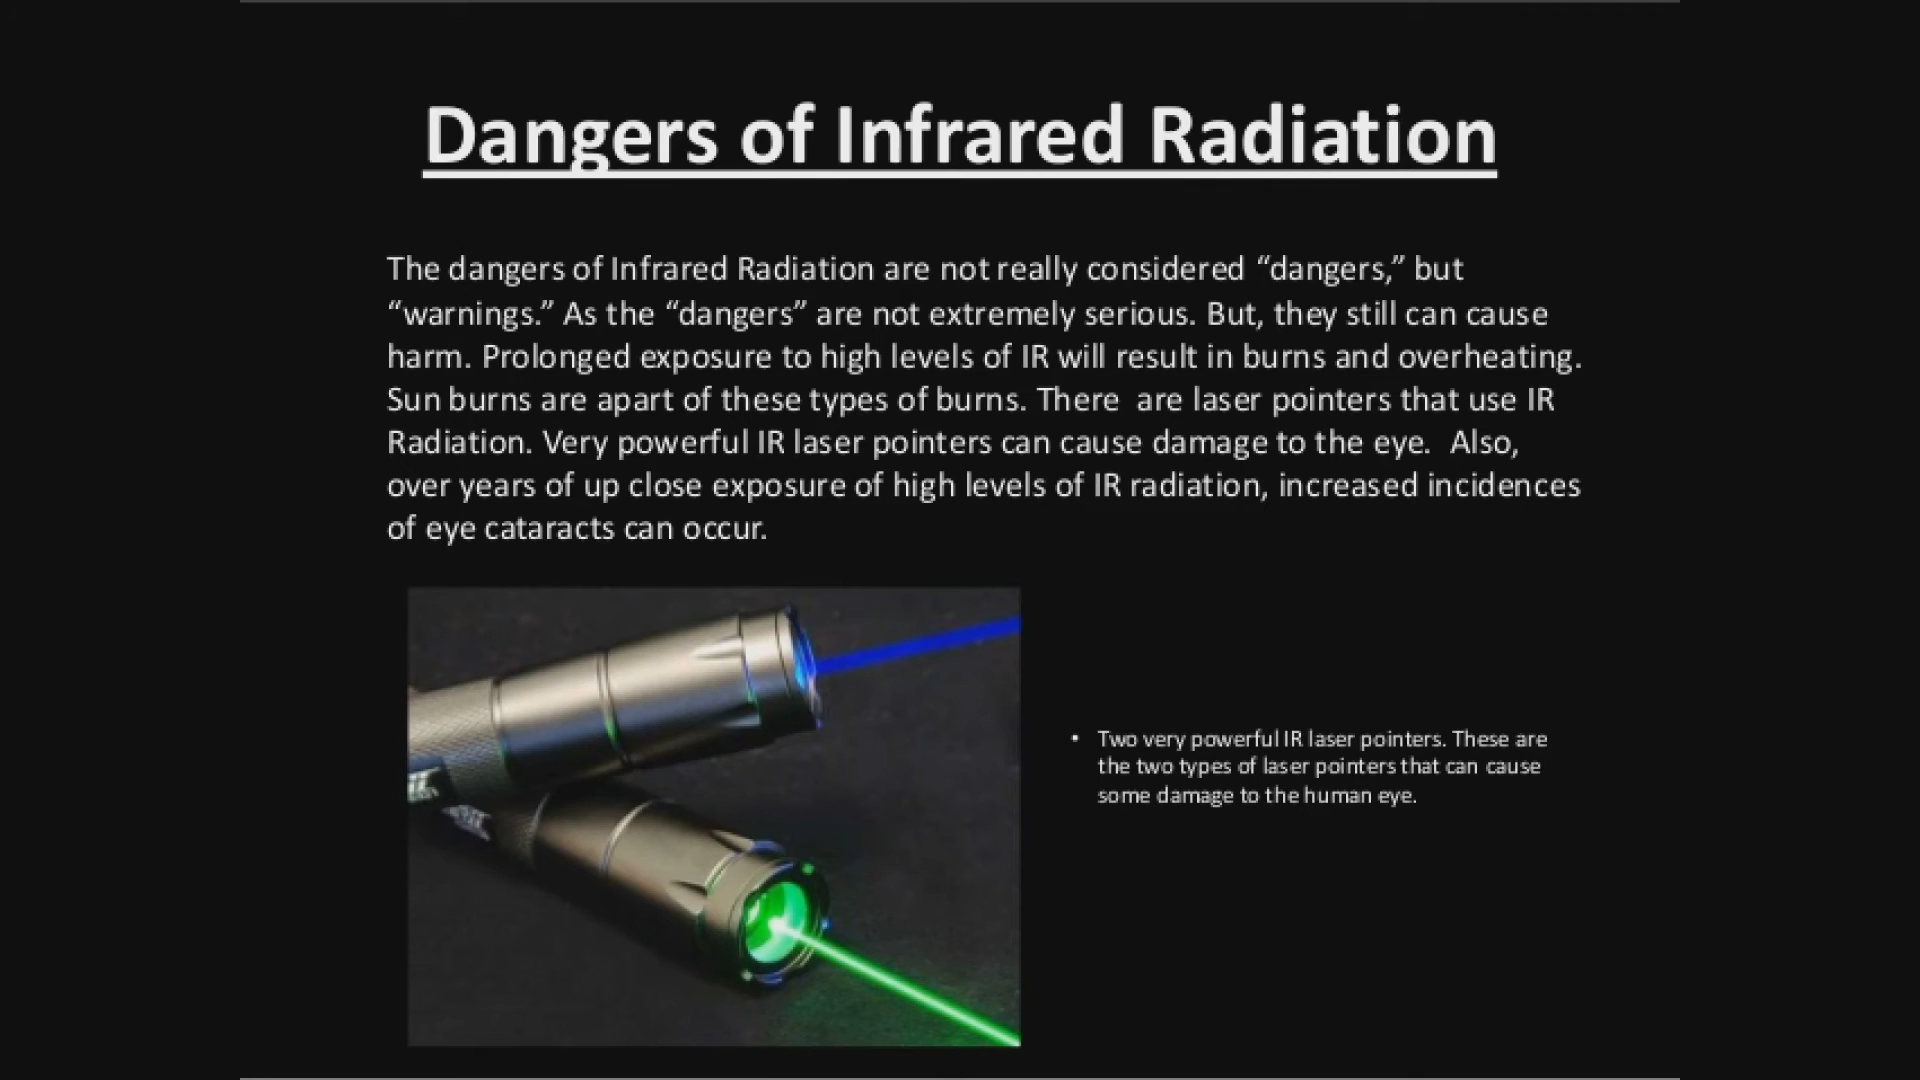 Dangers of Infrared Radiation
The dangers of Infrared Radiation are not really considered “dangers,” but
“warnings.” As the “dangers” are not extremely serious. But, they still can cause
harm. Prolonged exposure to high levels of IR will result in burns and overheating.
Sun burns are apart of these types of burns. There are laser pointers that use IR
Radiation. Very powerful IR laser pointers can cause damage to the eye. Also,
over years of up close exposure of high levels of IR radiation, increased incidences
of eye cataracts can occur.
• Two very powerful IR laser pointers. These are
the two types of laser pointers that can cause
some damage to the human eye.